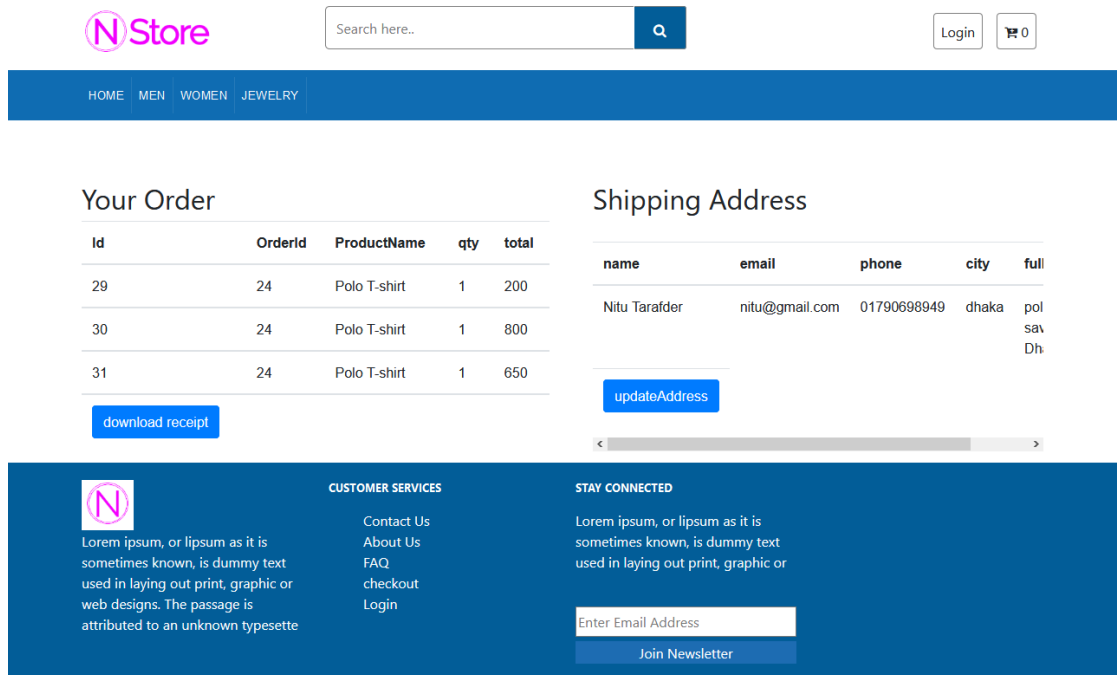 N Store
Search here..
Login
0
HOME MEN WOMEN JEWELRY
Your Order
Id OrderId ProductName qty total
29 24 Polo T-shirt 1 200
30 24 Polo T-shirt 1 800
31 24 Polo T-shirt 1 650
download receipt
Shipping Address
name email phone city full
Nitu Tarafder nitu@gmail.com 01790698949 dhaka pol
sav
Dha
updateAddress
N
Lorem ipsum, or lipsum as it is
sometimes known, is dummy text
used in laying out print, graphic or
web designs. The passage is
attributed to an unknown typesette
CUSTOMER SERVICES
Contact Us
About Us
FAQ
checkout
Login
STAY CONNECTED
Lorem ipsum, or lipsum as it is
sometimes known, is dummy text
used in laying out print, graphic or
Enter Email Address
Join Newsletter